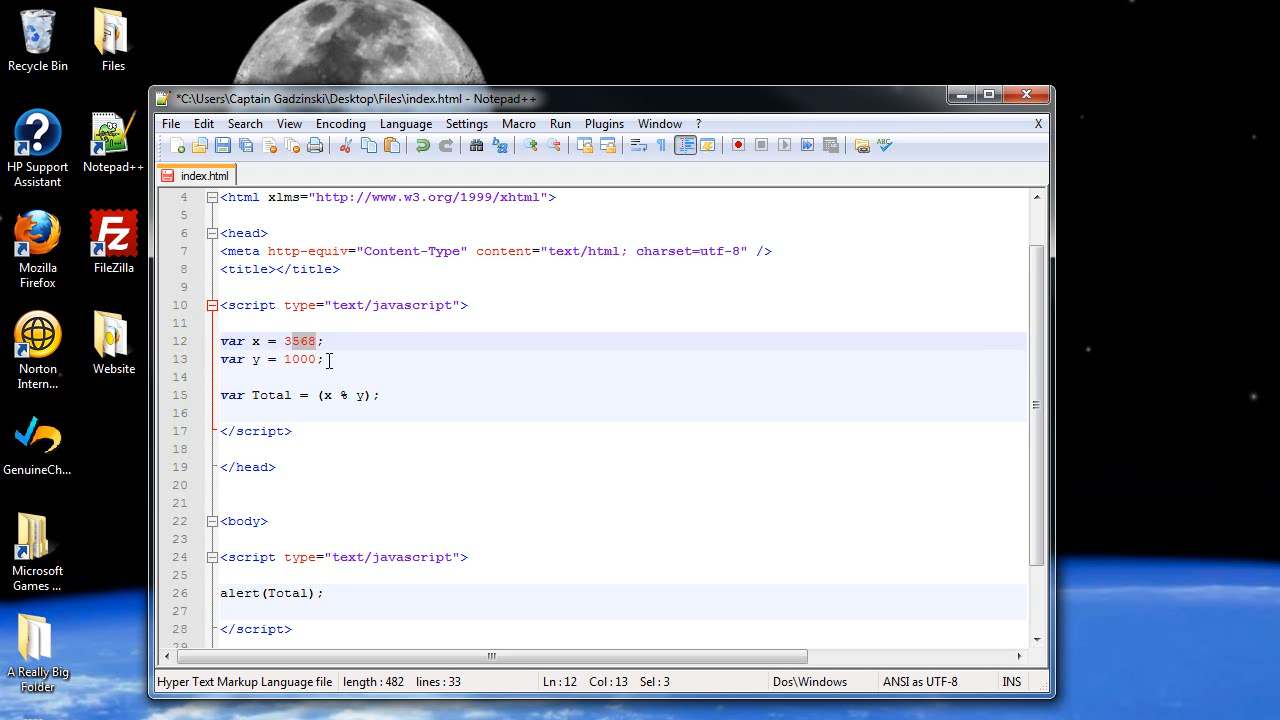 Recycle Bin
Files
HP Support
Assistant
Notepad++
Mozilla
Firefox
FileZilla
Norton
Intern...
Website
GenuineCh...
Microsoft
Games ...
A Really Big
Folder
*C:\Users\Captain Gadzinski\Desktop\Files\index.html - Notepad++
File Edit Search View Encoding Language Settings Macro Run Plugins Window ? X
index.html
4 <html xlms="http://www.w3.org/1999/xhtml">
5
6 <head>
7 <meta http-equiv="Content-Type" content="text/html; charset=utf-8" />
8 <title></title>
9
10 <script type="text/javascript">
11
12 var x = 3568;
13 var y = 1000;
14
15 var Total = (x % y);
16
17 </script>
18
19 </head>
20
21
22 <body>
23
24 <script type="text/javascript">
25
26 alert(Total);
27
28 </script>
29
Hyper Text Markup Language file length : 482 lines : 33 Ln : 12 Col : 13 Sel : 3 Dos\Windows ANSI as UTF-8 INS